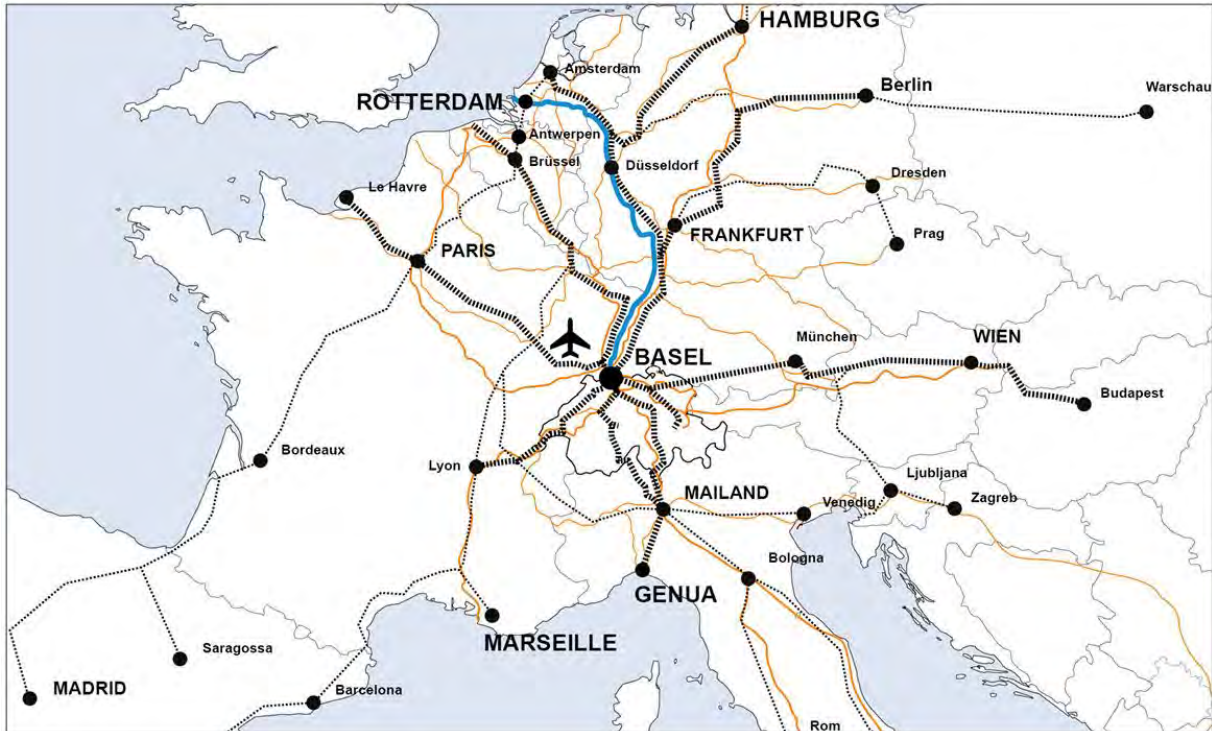 HAMBURG
Amsterdam
Berlin
Warschau
ROTTERDAM
Antwerpen
Brüssel
Düsseldorf
Dresden
Le Havre
FRANKFURT
Prag
PARIS
München
WIEN
BASEL
Budapest
Bordeaux
Lyon
Ljubljana
MAILAND
Venedig
Zagreb
Bologna
GENUA
MARSEILLE
Saragossa
MADRID
Barcelona
Rom